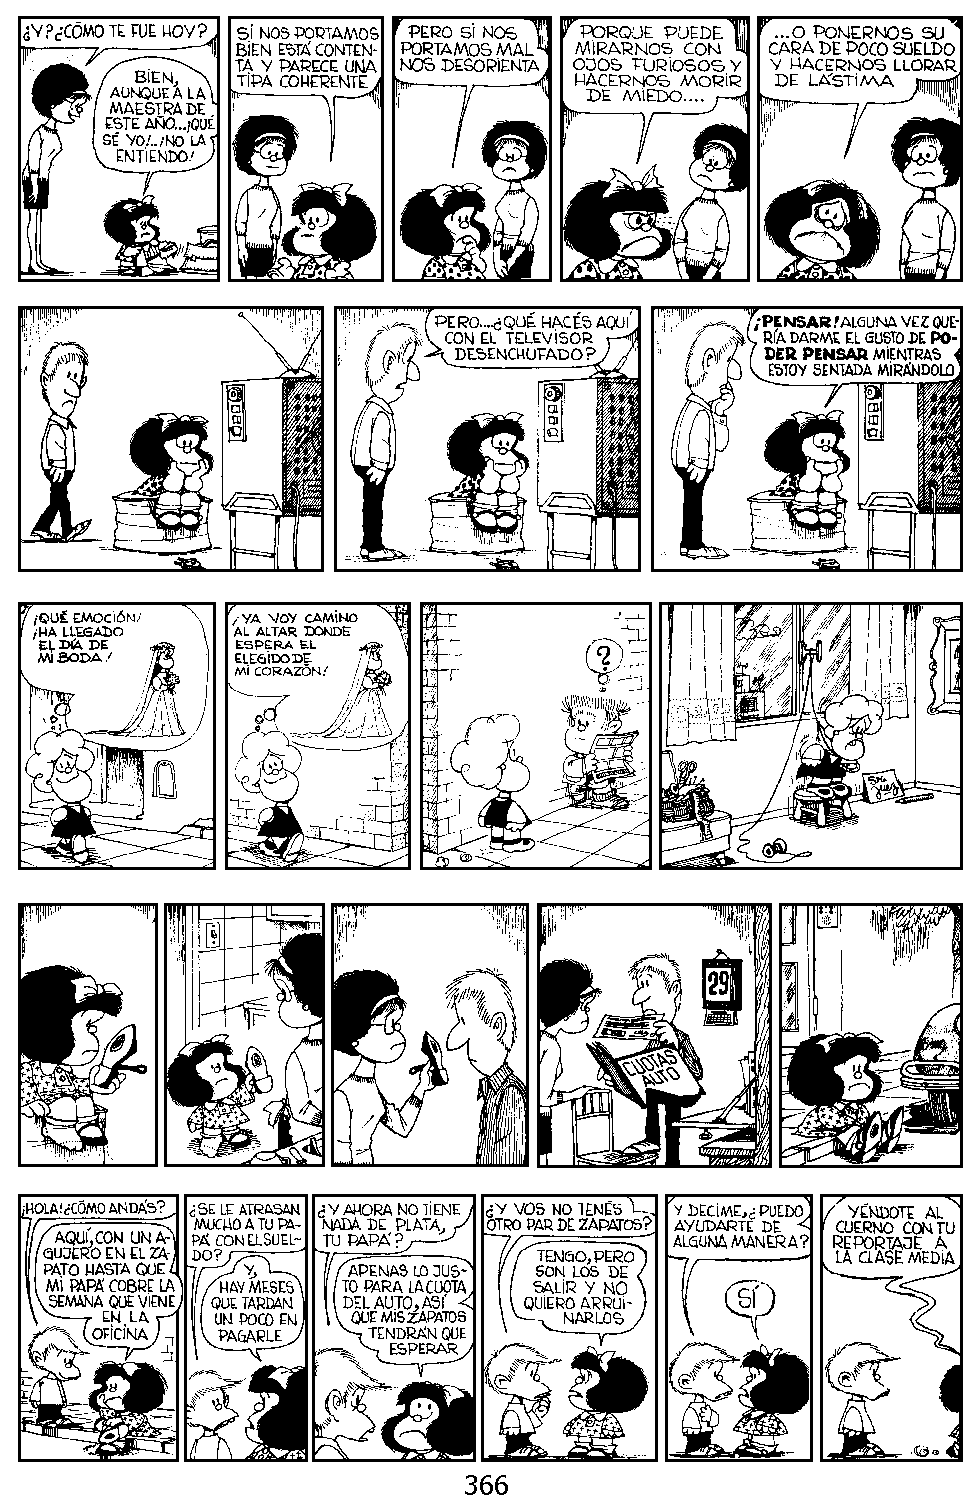 ¿Y? ¿CÓMO TE FUE HOY?
BIEN,
AUNQUE A LA
MAESTRA DE
ESTE AÑO...¡QUÉ
SÉ YO!..¡NO LA
ENTIENDO!
SÍ NOS PORTAMOS
BIEN ESTÁ CONTEN-
TA Y PARECE UNA
TIPA COHERENTE
PERO SÍ NOS
PORTAMOS MAL
NOS DESORIENTA
PORQUE PUEDE
MIRARNOS CON
OJOS FURIOSOS Y
HACERNOS MORIR
DE MIEDO....
...O PONERNOS SU
CARA DE POCO SUELDO
Y HACERNOS LLORAR
DE LÁSTIMA
PERO...¿QUÉ HACÉS AQUÍ
CON EL TELEVISOR
DESENCHUFADO?
¡PENSAR! ALGUNA VEZ QUE-
RÍA DARME EL GUSTO DE PO-
DER PENSAR MIENTRAS
ESTOY SENTADA MIRÁNDOLO
¡QUÉ EMOCIÓN!
¡HA LLEGADO
EL DÍA DE
MI BODA!
¡YA VOY CAMINO
AL ALTAR DONDE
ESPERA EL
ELEGIDO DE
MI CORAZÓN!
?
Soy
juez
29
CUOTAS
AUTO
¡HOLA! ¿CÓMO ANDÁS?
AQUÍ, CON UN A-
GUJERO EN EL ZA-
PATO HASTA QUE
MI PAPÁ COBRE LA
SEMANA QUE VIENE
EN LA
OFICINA
¿SE LE ATRASAN
MUCHO A TU PA-
PÁ CON EL SUEL-
DO?
Y,
HAY MESES
QUE TARDAN
UN POCO EN
PAGARLE
¿Y AHORA NO TIENE
NADA DE PLATA,
TU PAPÁ?
APENAS LO JUS-
TO PARA LA CUOTA
DEL AUTO, ASÍ
QUE MIS ZAPATOS
TENDRÁN QUE
ESPERAR
¿Y VOS NO TENÉS
OTRO PAR DE ZAPATOS?
TENGO, PERO
SON LOS DE
SALIR Y NO
QUIERO ARRUI-
NARLOS
Y DECIME, ¿PUEDO
AYUDARTE DE
ALGUNA MANERA?
SÍ
YÉNDOTE AL
CUERNO CON TU
REPORTAJE A
LA CLASE MEDIA
366